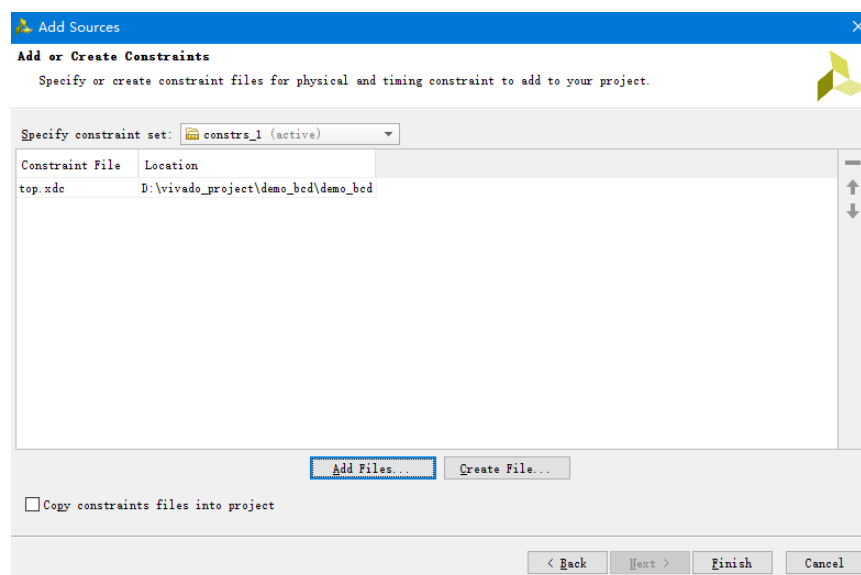 Add Sources
Add or Create Constraints
Specify or create constraint files for physical and timing constraint to add to your project.
Specify constraint set: constrs_1 (active)
Constraint File Location
top.xdc D:\vivado_project\demo_bcd\demo_bcd
Add Files... Create File...
Copy constraints files into project
< Back Next > Finish Cancel